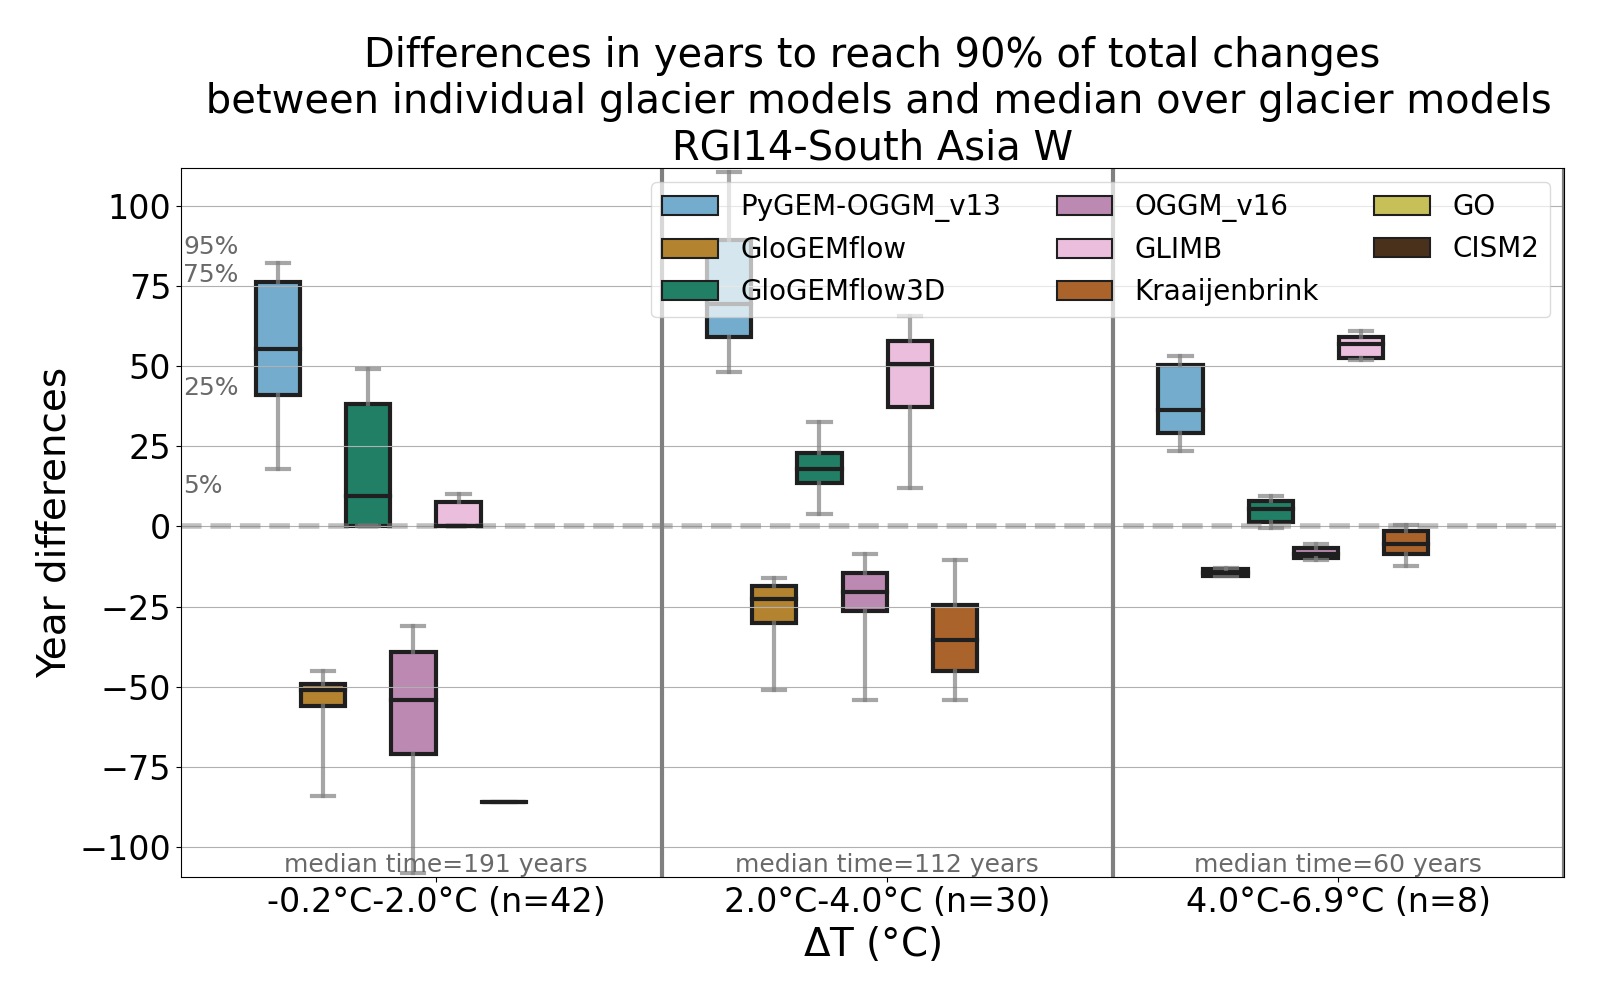 Differences in years to reach 90% of total changes
between individual glacier models and median over glacier models
RGI14-South Asia W
PyGEM-OGGM_v13
GloGEMflow
GloGEMflow3D
OGGM_v16
GLIMB
Kraaijenbrink
GO
CISM2
Year differences
100
75
50
25
0
−25
−50
−75
−100
95%
75%
25%
5%
median time=191 years
median time=112 years
median time=60 years
-0.2°C-2.0°C (n=42)
2.0°C-4.0°C (n=30)
4.0°C-6.9°C (n=8)
ΔT (°C)